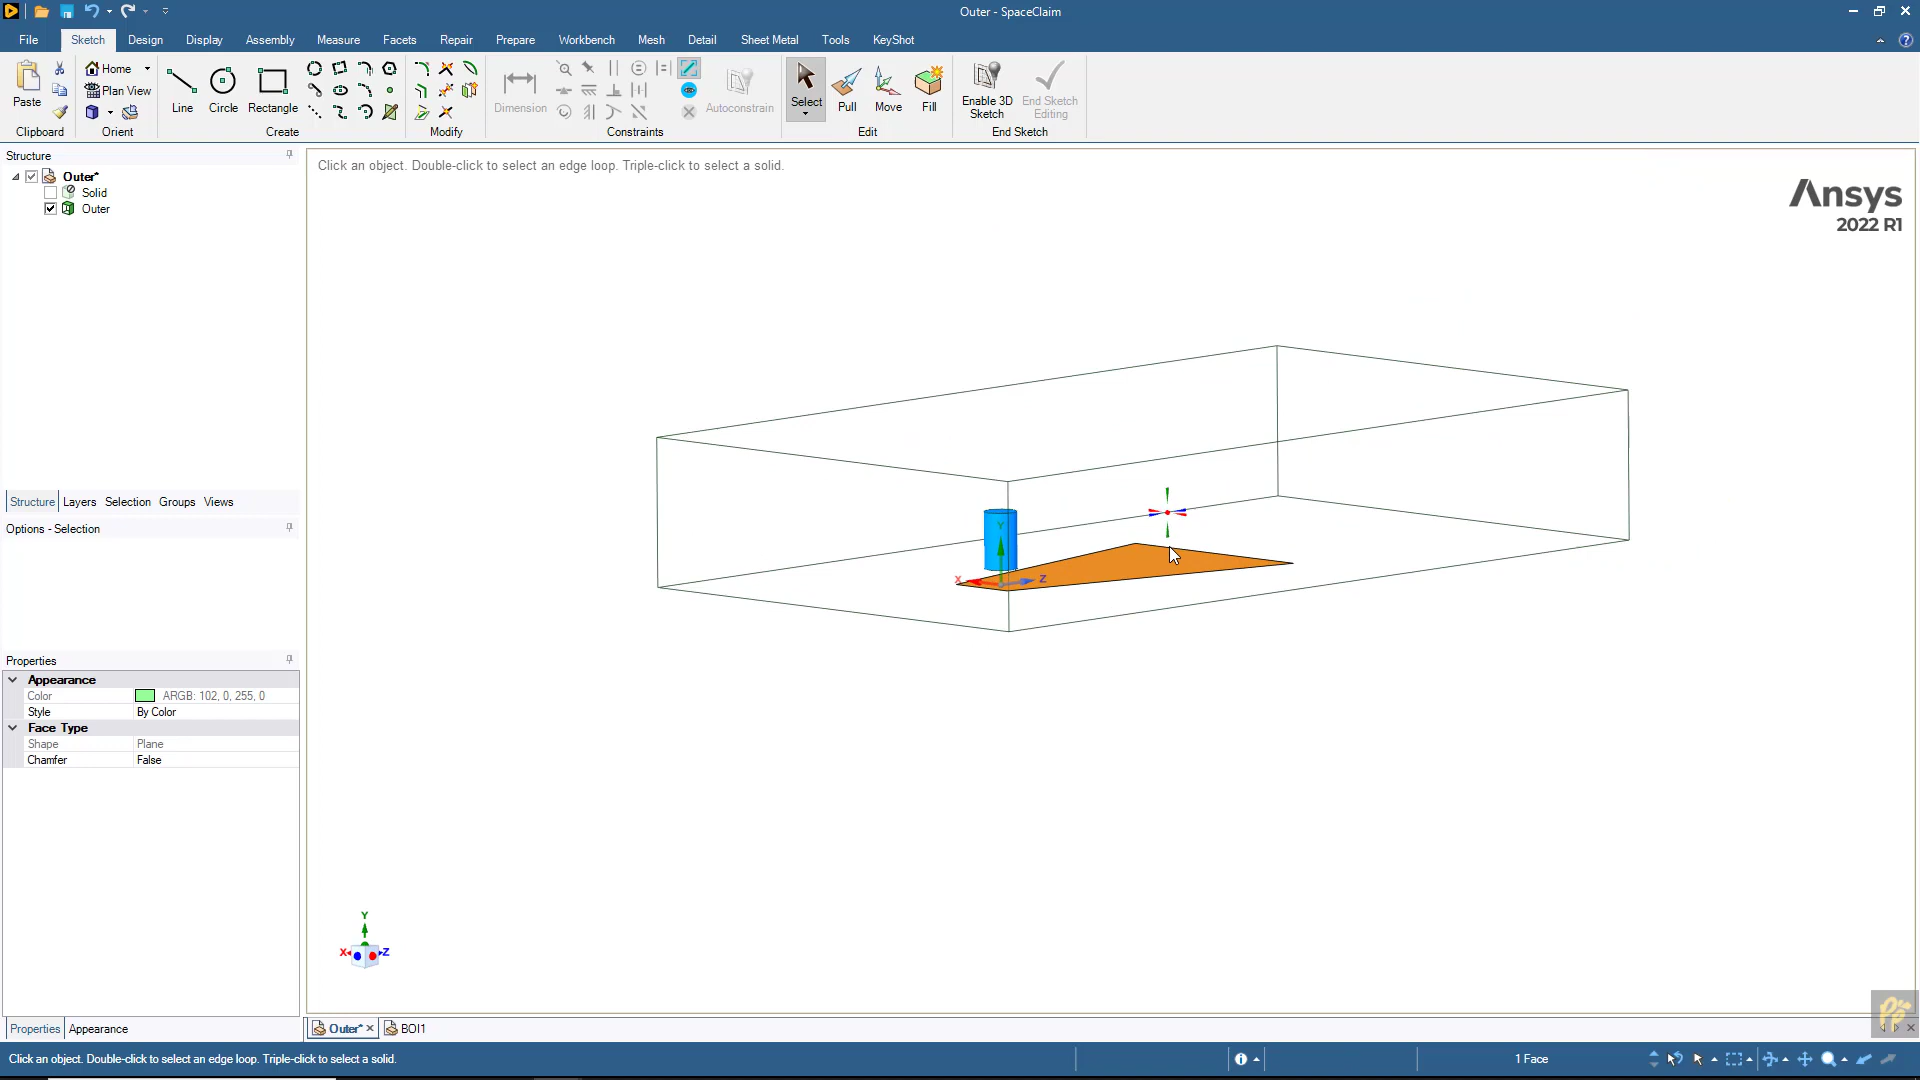 Outer - SpaceClaim
File Sketch Design Display Assembly Measure Facets Repair Prepare Workbench Mesh Detail Sheet Metal Tools KeyShot
Paste
Home
Plan View
Line
Circle
Rectangle
Dimension
Autoconstrain
Select
Pull
Move
Fill
Enable 3D
Sketch
End Sketch
Editing
Clipboard
Orient
Create
Modify
Constraints
Edit
End Sketch
Structure
Outer*
Solid
Outer
Structure Layers Selection Groups Views
Options - Selection
Properties
Appearance
Color ARGB: 102, 0, 255, 0
Style By Color
Face Type
Shape Plane
Chamfer False
Properties Appearance
Click an object. Double-click to select an edge loop. Triple-click to select a solid.
Ansys
2022 R1
Y
X
Z
Y
X
Z
Outer*
BOI1
Click an object. Double-click to select an edge loop. Triple-click to select a solid.
1 Face